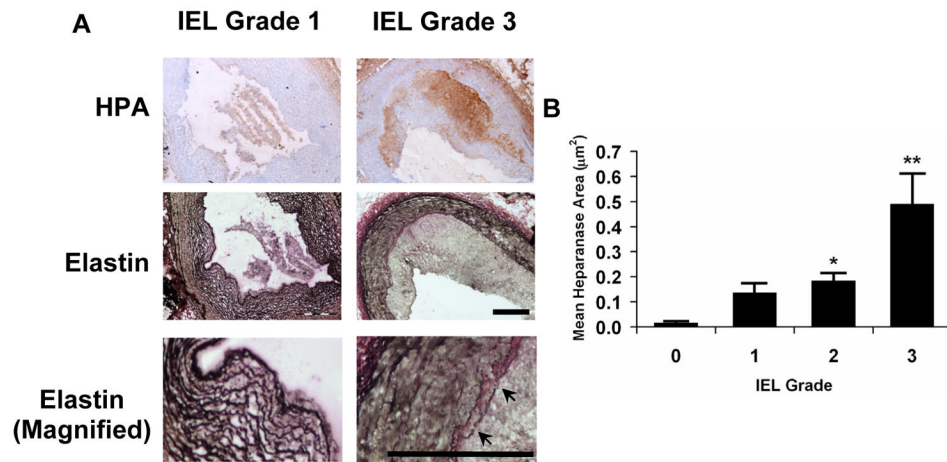 A
IEL Grade 1
IEL Grade 3
HPA
Elastin
Elastin
(Magnified)
B
Mean Heparanase Area (μm²)
0.7
0.6
0.5
0.4
0.3
0.2
0.1
0.0
*
**
0 1 2 3
IEL Grade